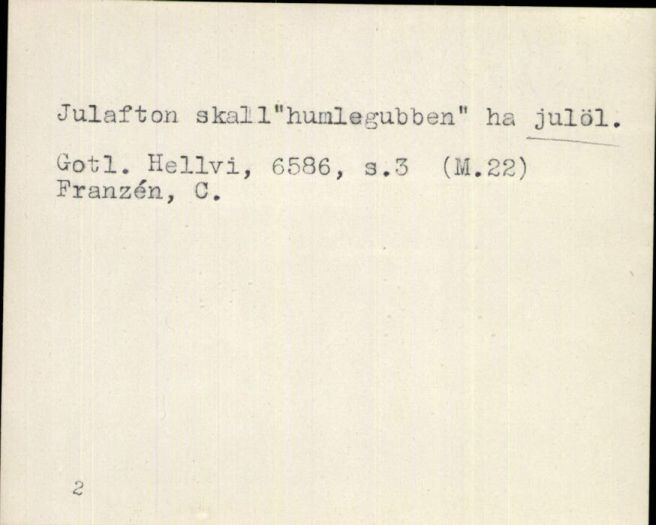 Julafton skall"humlegubben" ha julöl.
Gotl. Hellvi, 6586, s.3 (M.22)
Franzén, C.
2